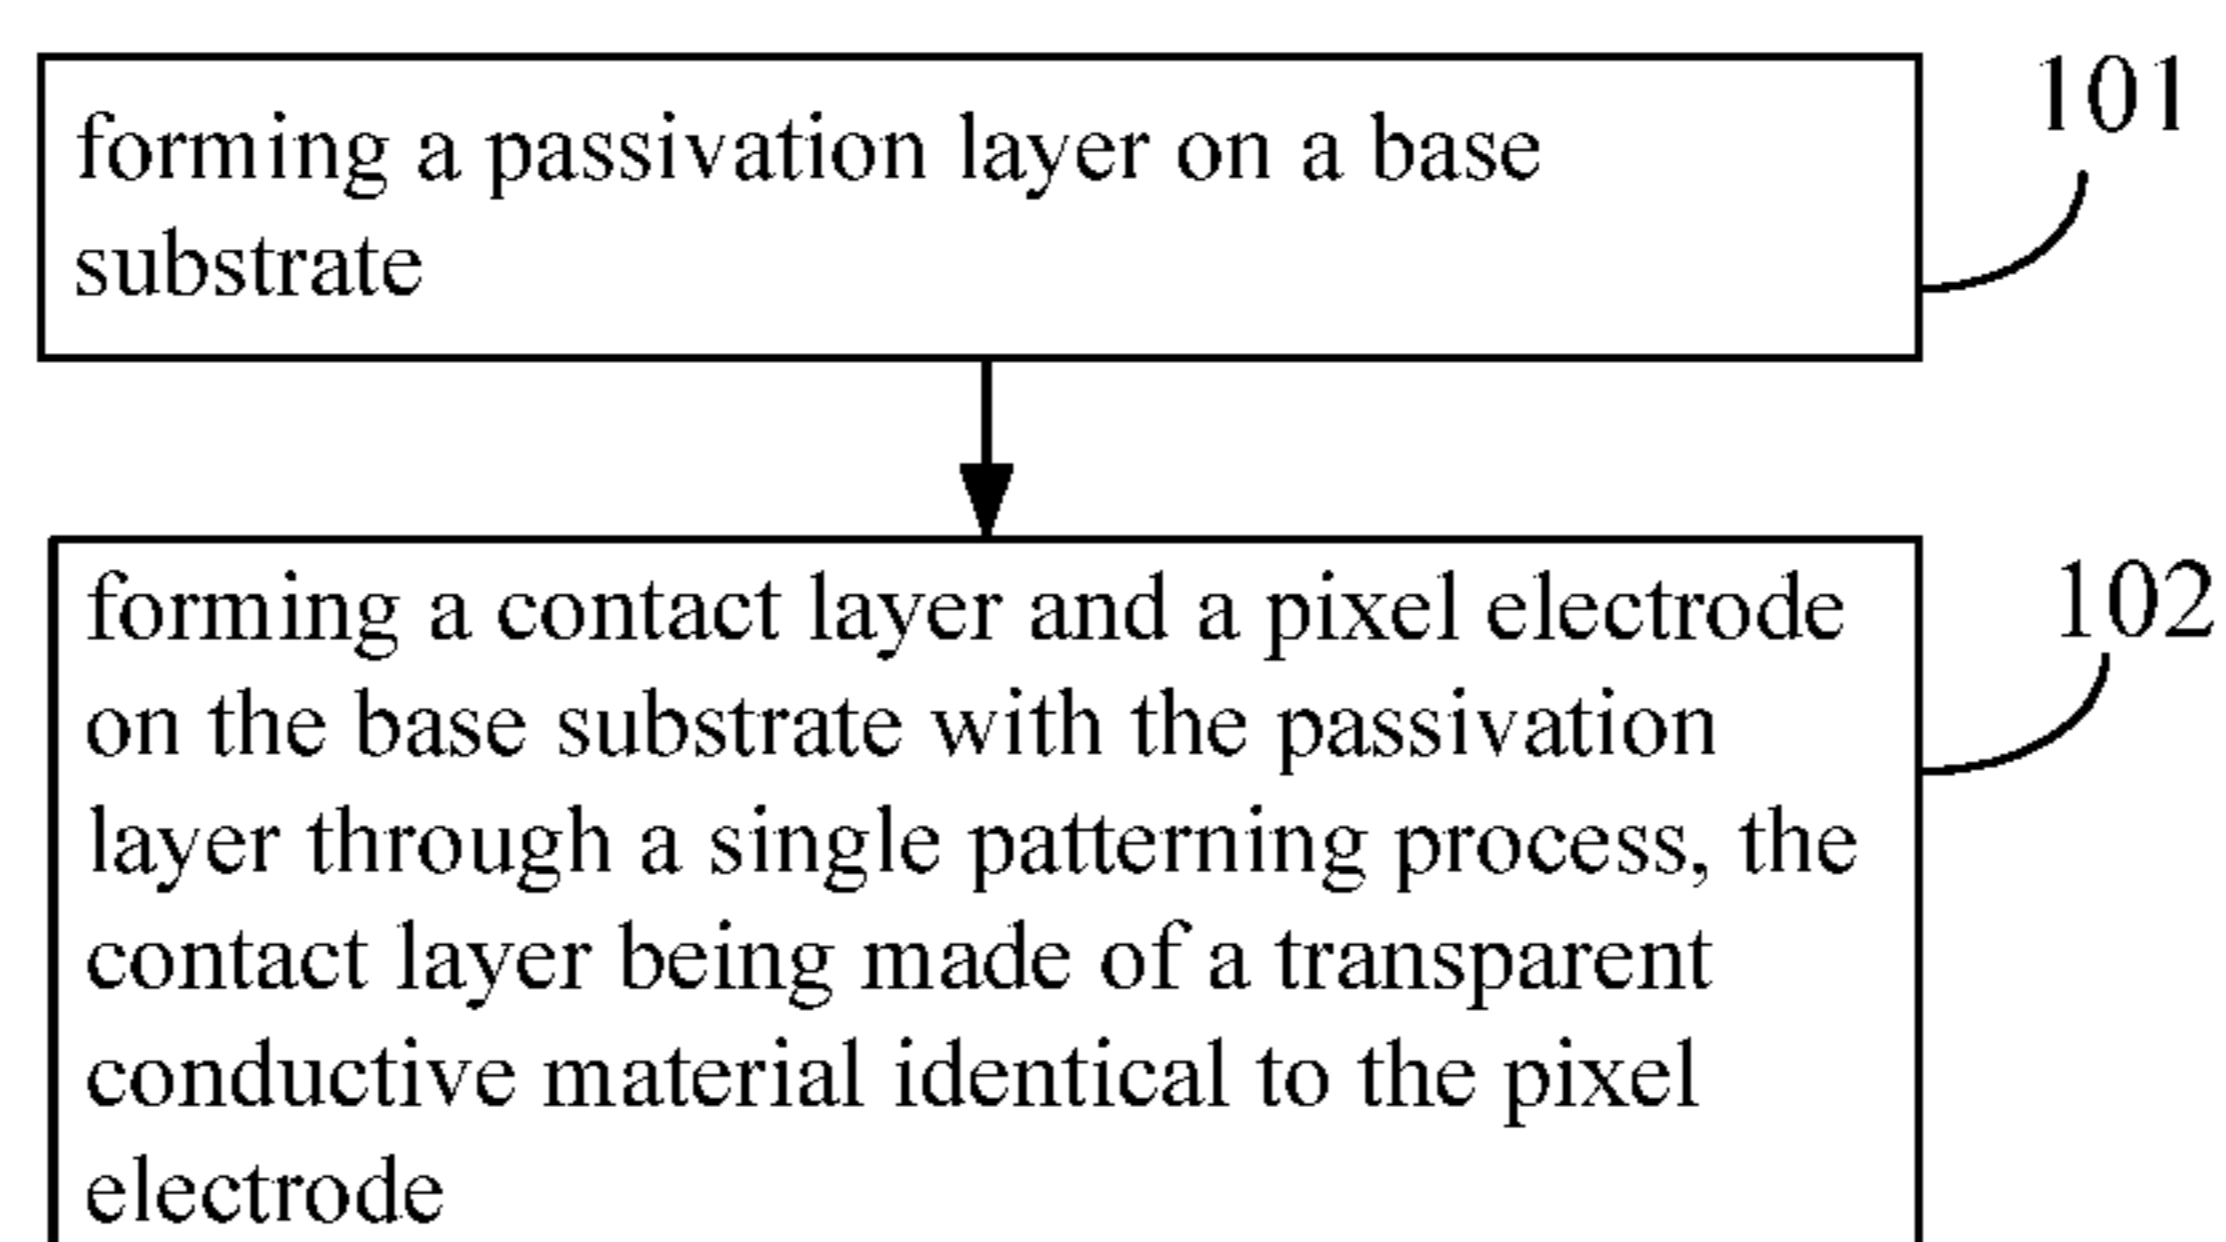 forming a passivation layer on a base
substrate
101
forming a contact layer and a pixel electrode
on the base substrate with the passivation
layer through a single patterning process, the
contact layer being made of a transparent
conductive material identical to the pixel
electrode
102